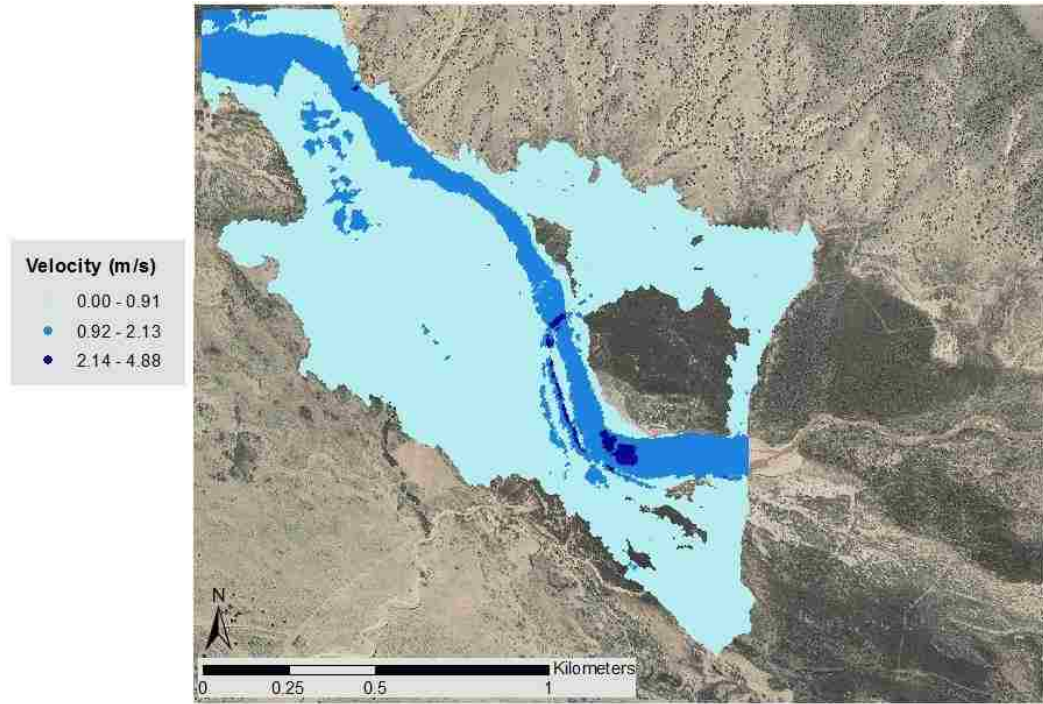 Velocity (m/s)
0.00 - 0.91
0.92 - 2.13
2.14 - 4.88
N
Kilometers
0 0.25 0.5 1